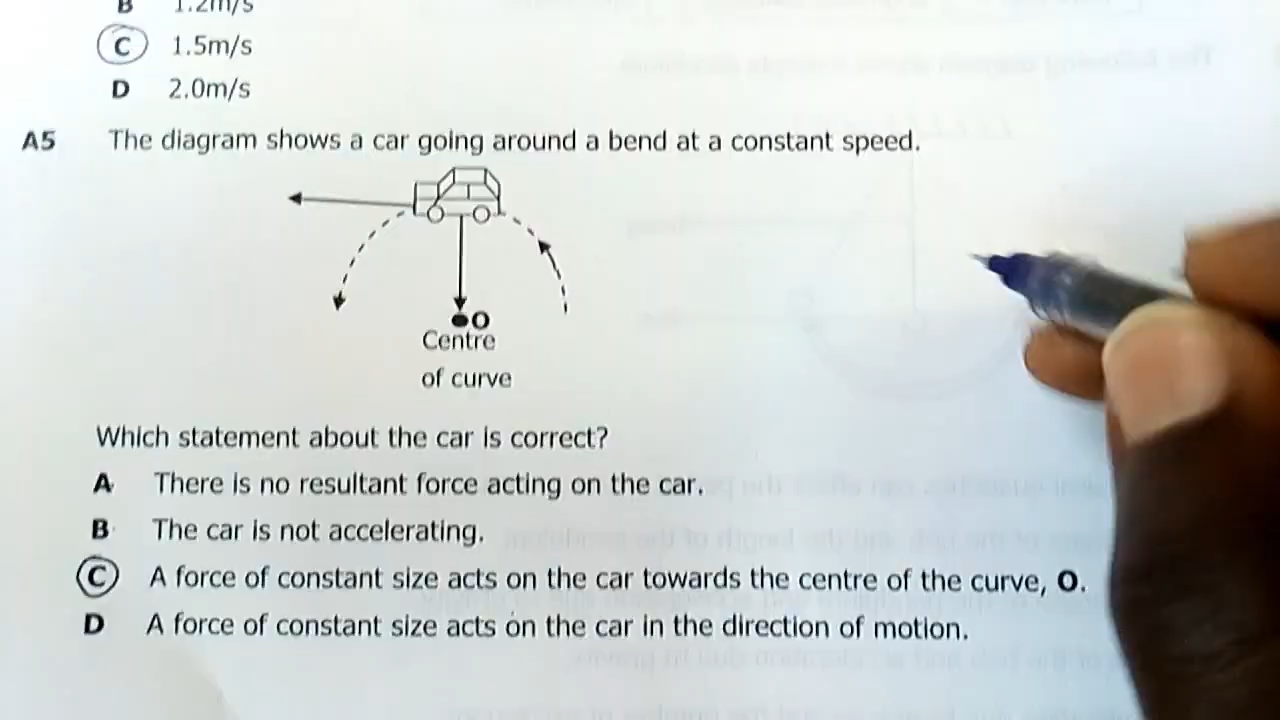 B 1.2m/s
C 1.5m/s
D 2.0m/s
A5 The diagram shows a car going around a bend at a constant speed.
O
Centre
of curve
Which statement about the car is correct?
A There is no resultant force acting on the car.
B The car is not accelerating.
C A force of constant size acts on the car towards the centre of the curve, O.
D A force of constant size acts on the car in the direction of motion.